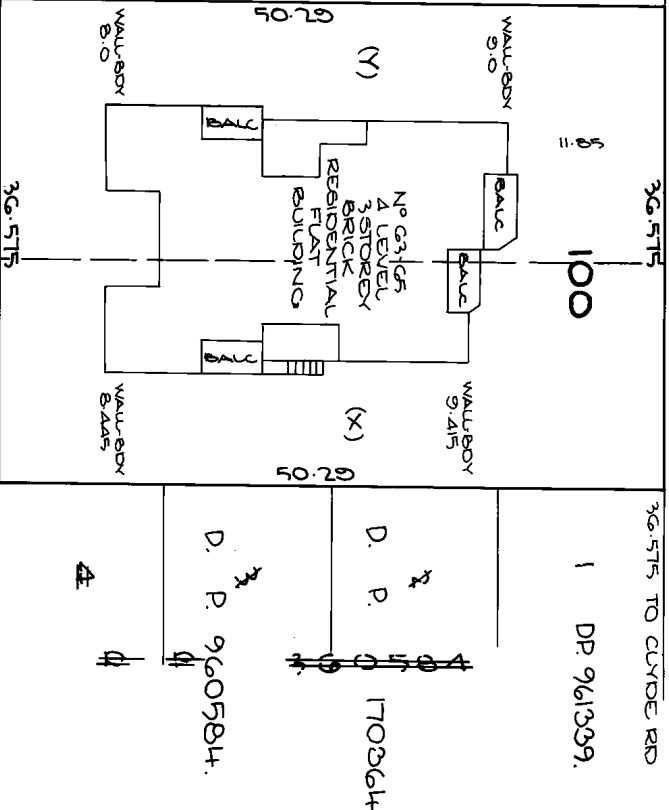 36.575 TO CLYDE RD
36.575
11.85
100
1 DP. 961339.
WALL-BDY
9.0
WALL-BDY
9.415
BALC
BALC
50.29
(Y)
Nº 63-65
4 LEVEL
3 STOREY
BRICK
RESIDENTIAL
FLAT
BUILDING
(X)
50.29
BALC
BALC
WALL-BDY
8.0
WALL-BDY
8.445
36.575
D. P.
170364
D. P. 960584.
4